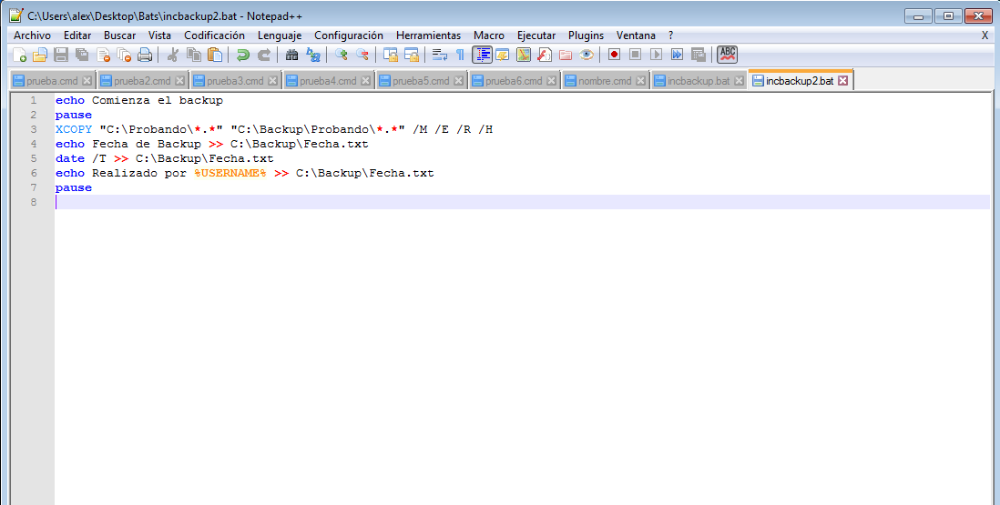 C:\Users\alex\Desktop\Bats\incbackup2.bat - Notepad++
Archivo Editar Buscar Vista Codificación Lenguaje Configuración Herramientas Macro Ejecutar Plugins Ventana ? X
ABC
prueba.cmd prueba2.cmd prueba3.cmd prueba4.cmd prueba5.cmd prueba6.cmd nombre.cmd incbackup.bat incbackup2.bat
1 echo Comienza el backup
2 pause
3 XCOPY "C:\Probando\*.*" "C:\Backup\Probando\*.*" /M /E /R /H
4 echo Fecha de Backup >> C:\Backup\Fecha.txt
5 date /T >> C:\Backup\Fecha.txt
6 echo Realizado por %USERNAME% >> C:\Backup\Fecha.txt
7 pause
8